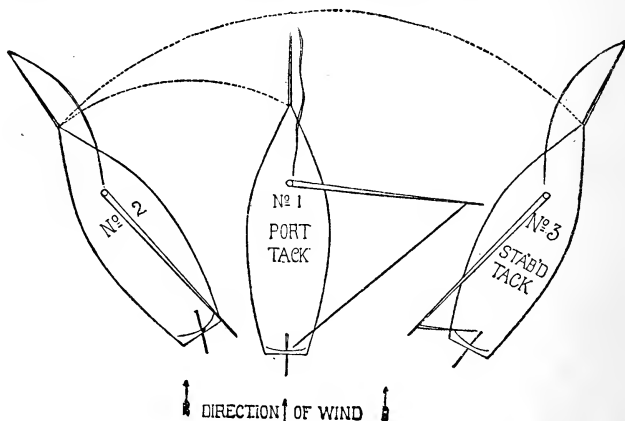 Nº 2
Nº 1
PORT
TACK
Nº 3
STAB'D
TACK
DIRECTION OF WIND